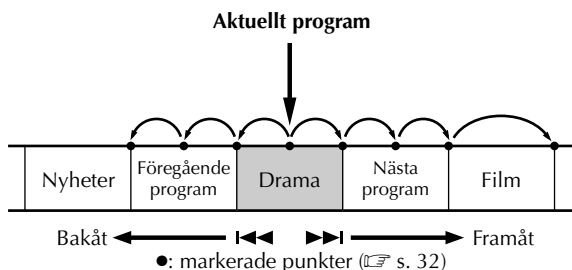 Aktuellt program
Nyheter
Föregående
program
Drama
Nästa
program
Film
Bakåt
Framåt
●: markerade punkter (☞ s. 32)